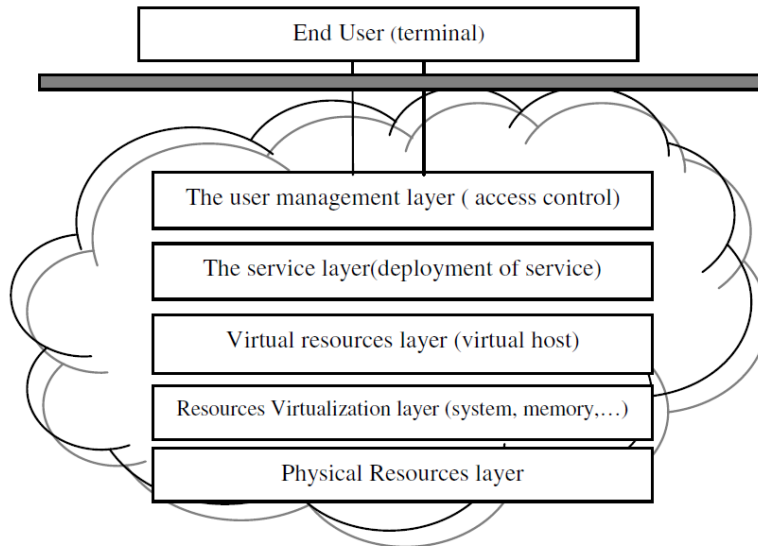 End User (terminal)
The user management layer ( access control)
The service layer(deployment of service)
Virtual resources layer (virtual host)
Resources Virtualization layer (system, memory,…)
Physical Resources layer